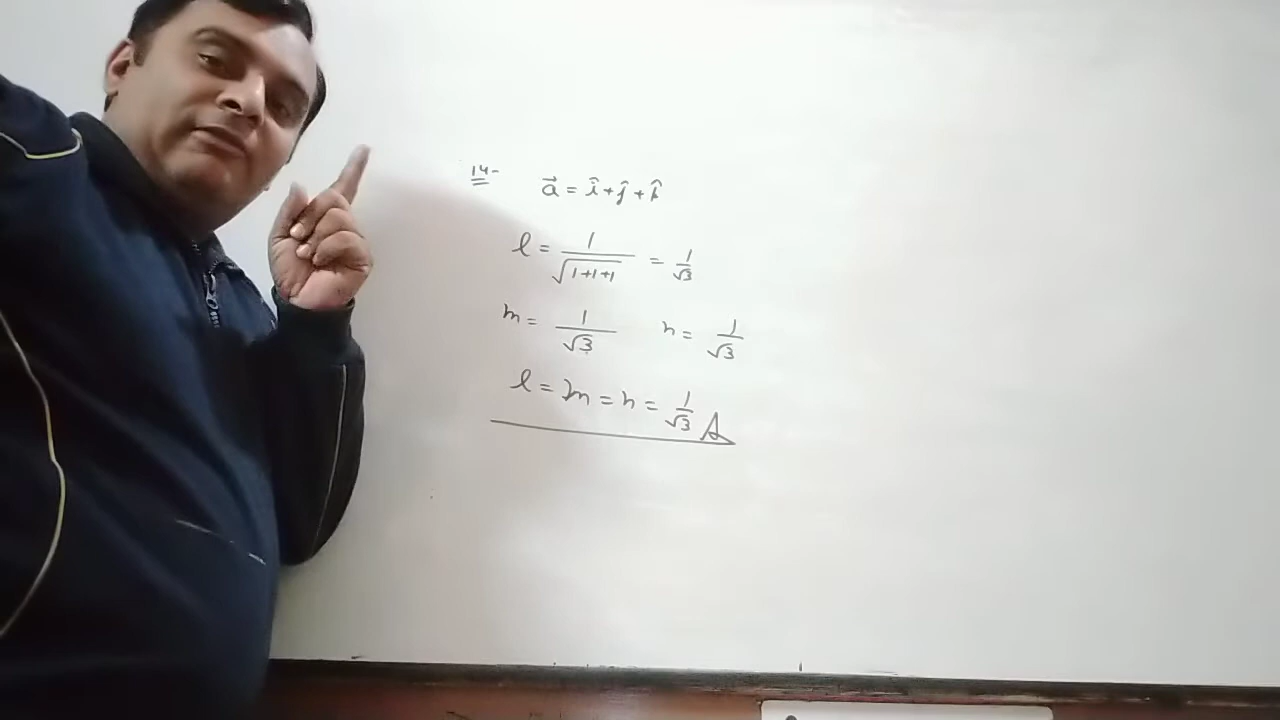 14- a⃗ = î + ĵ + k̂
l = 1/√(1+1+1) = 1/√3
m = 1/√3 n = 1/√3
l = m = n = 1/√3 A